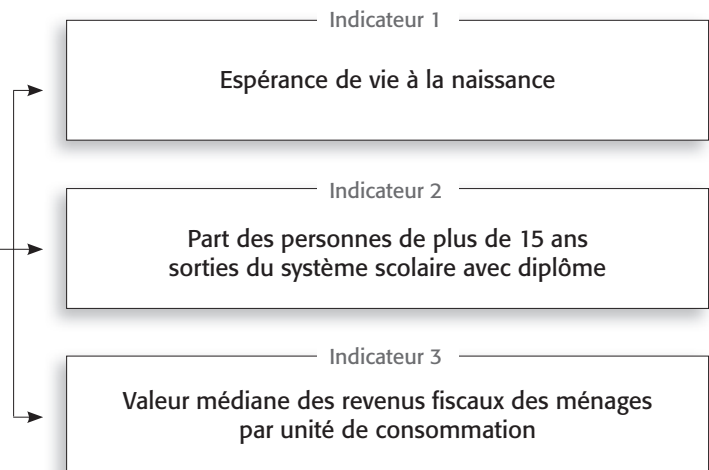 Indicateur 1
Espérance de vie à la naissance
Indicateur 2
Part des personnes de plus de 15 ans
sorties du système scolaire avec diplôme
Indicateur 3
Valeur médiane des revenus fiscaux des ménages
par unité de consommation